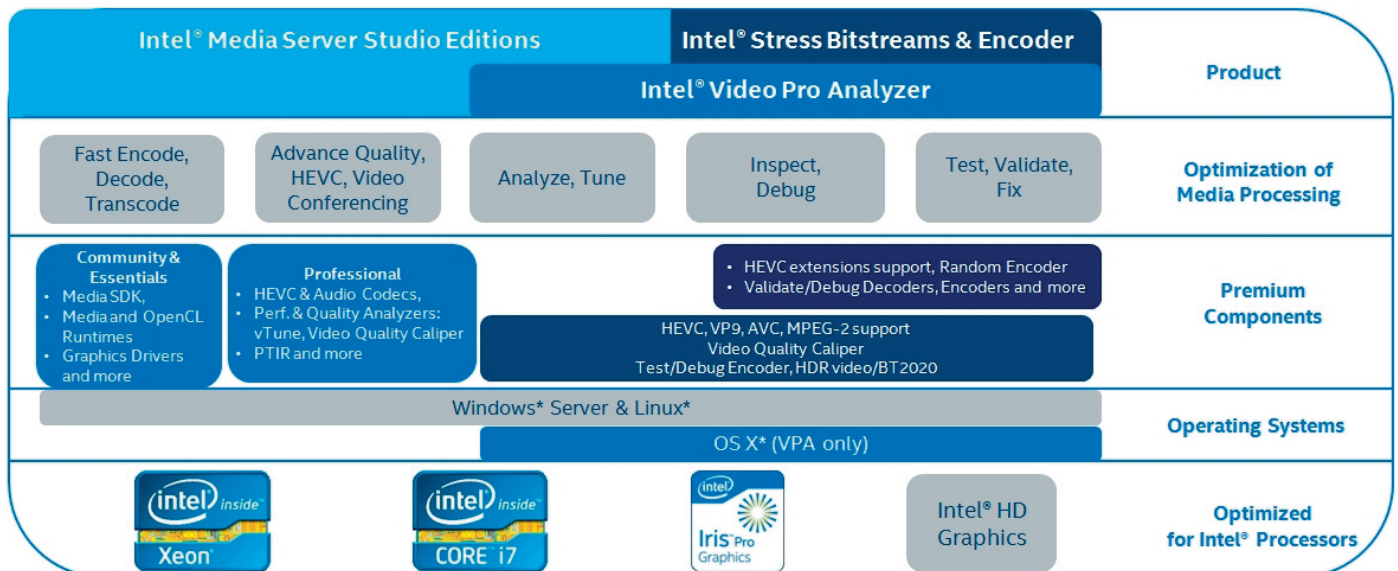 Intel® Media Server Studio Editions
Intel® Stress Bitstreams & Encoder
Intel® Video Pro Analyzer
Product
Fast Encode,
Decode,
Transcode
Advance Quality,
HEVC, Video
Conferencing
Analyze, Tune
Inspect,
Debug
Test, Validate,
Fix
Optimization of
Media Processing
Community &
Essentials
• Media SDK,
• Media and OpenCL
Runtimes
• Graphics Drivers
and more
Professional
• HEVC & Audio Codecs,
• Perf. & Quality Analyzers:
vTune, Video Quality Caliper
• PTIR and more
• HEVC extensions support, Random Encoder
• Validate/Debug Decoders, Encoders and more
HEVC, VP9, AVC, MPEG-2 support
Video Quality Caliper
Test/Debug Encoder, HDR video/BT2020
Premium
Components
Windows* Server & Linux*
OS X* (VPA only)
Operating Systems
intel inside™
Xeon®
intel inside™
CORE™ i7
intel
Iris™ Pro
Graphics
Intel® HD
Graphics
Optimized
for Intel® Processors